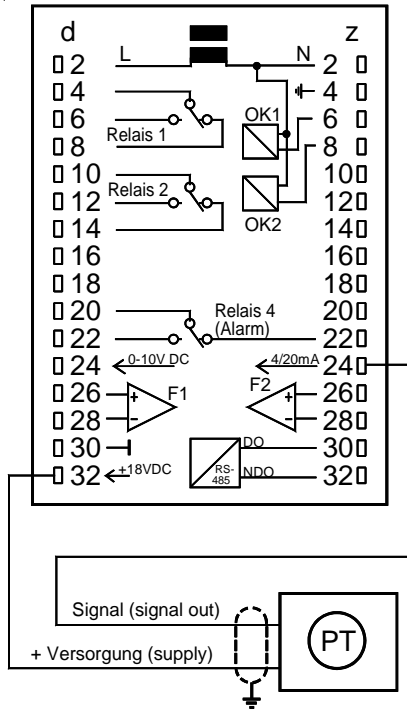 d z
2 L N 2
4 4
6 OK1 6
Relais 1
8 8
10 10
Relais 2
12 12
OK2
14 14
16 16
18 18
20 Relais 4 20
(Alarm)
22 22
24 0-10V DC 4/20mA 24
26 + F1 F2 + 26
28 – – 28
30 DO 30
RS-
485
32 +18VDC NDO 32
Signal (signal out)
PT
+ Versorgung (supply)